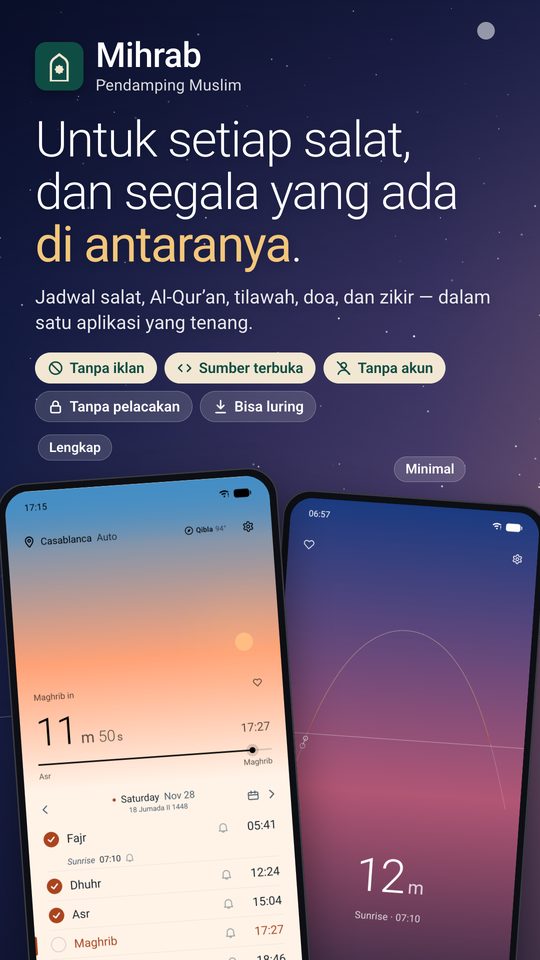 Mihrab
Pendamping Muslim
Untuk setiap salat,
dan segala yang ada
di antaranya.
Jadwal salat, Al-Qur’an, tilawah, doa, dan zikir — dalam
satu aplikasi yang tenang.
Tanpa iklan
Sumber terbuka
Tanpa akun
Tanpa pelacakan
Bisa luring
Lengkap
Minimal
17:15
Casablanca Auto
Qibla 94°
Maghrib in
11 m 50 s
17:27
Asr
Maghrib
Saturday Nov 28
18 Jumada II 1448
Fajr 05:41
Sunrise 07:10
Dhuhr 12:24
Asr 15:04
Maghrib 17:27
18:46
06:57
12 m
Sunrise · 07:10